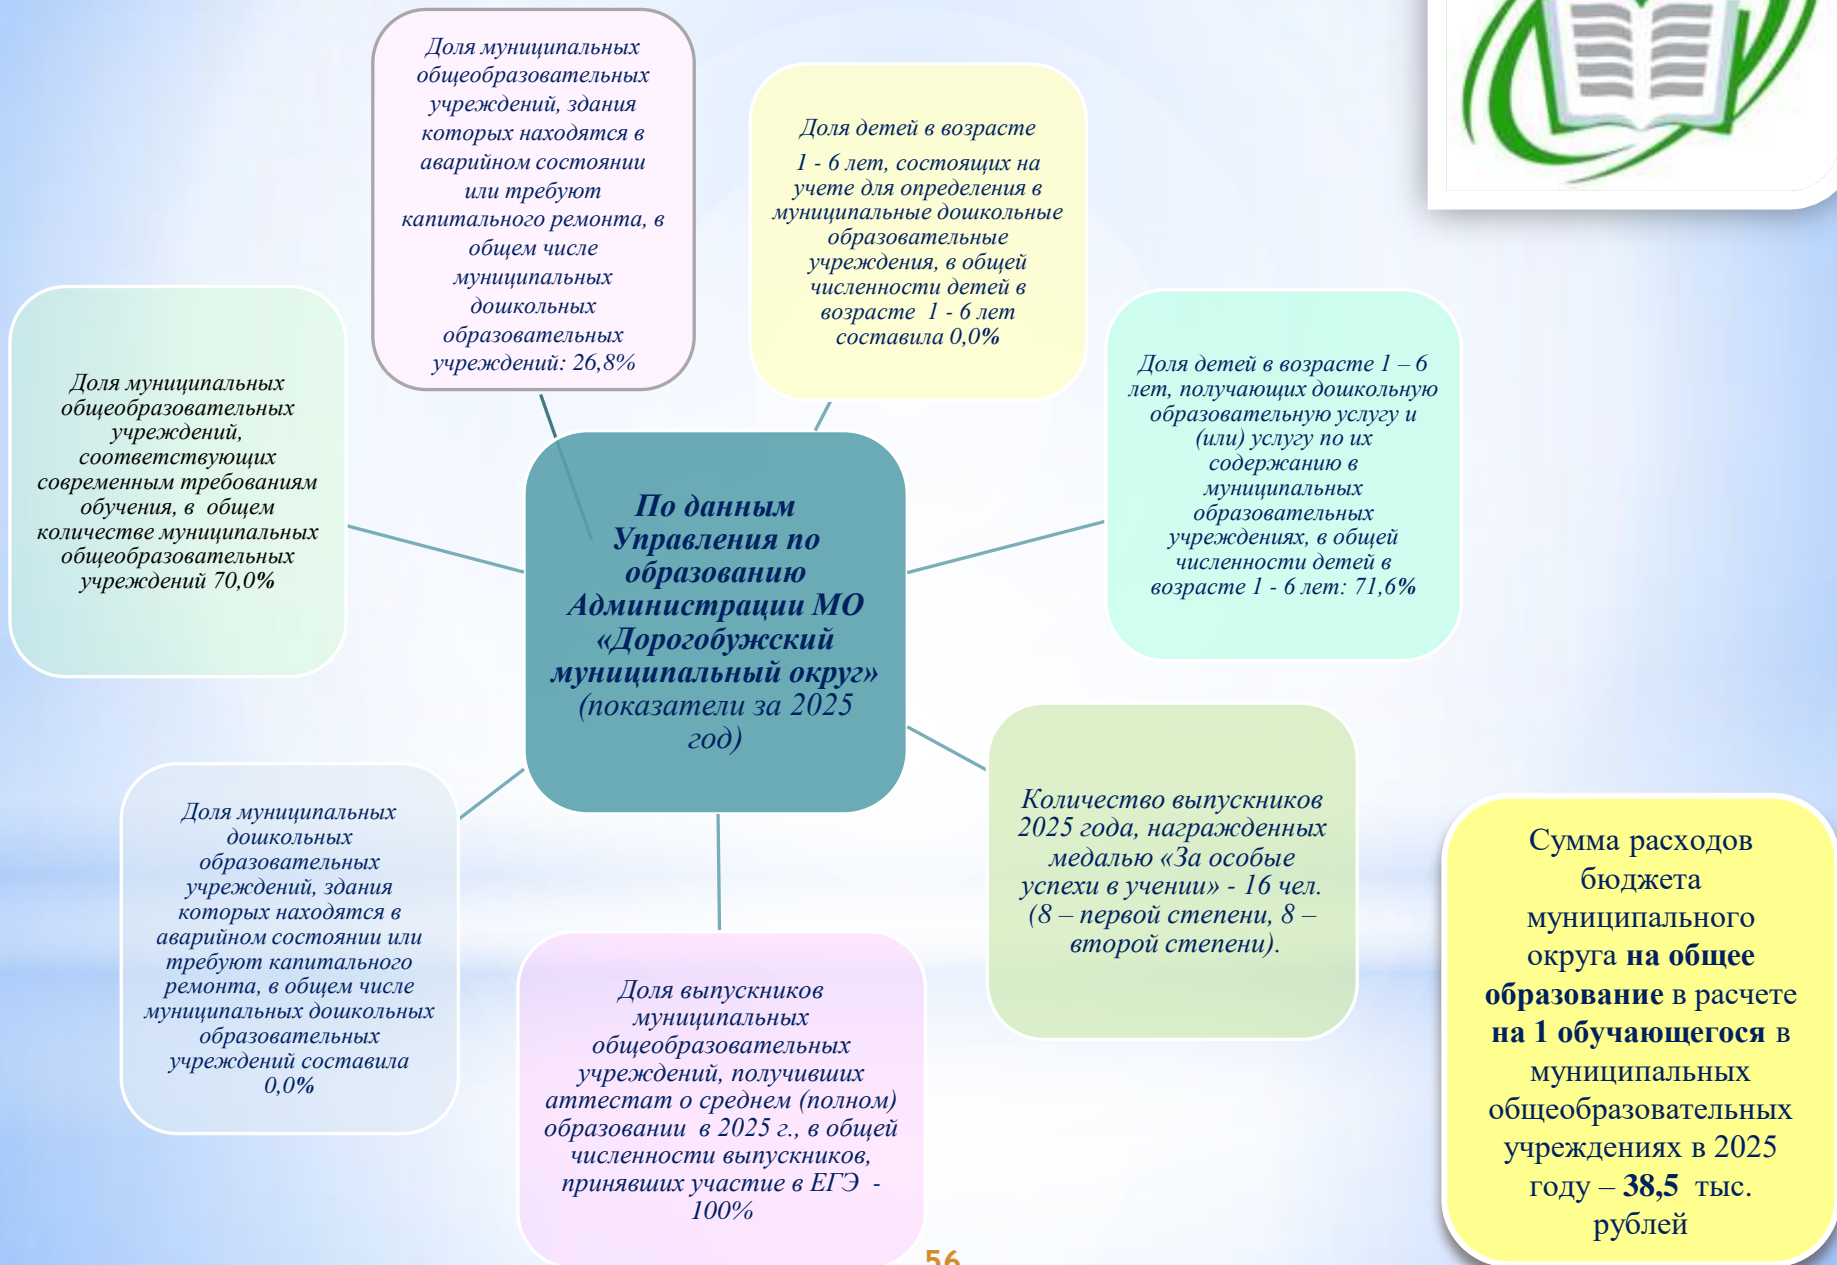 Доля муниципальных
общеобразовательных
учреждений, здания
которых находятся в
аварийном состоянии
или требуют
капитального ремонта, в
общем числе
муниципальных
дошкольных
образовательных
учреждений: 26,8%
Доля детей в возрасте
1 - 6 лет, состоящих на
учете для определения в
муниципальные дошкольные
образовательные
учреждения, в общей
численности детей в
возрасте 1 - 6 лет
составила 0,0%
Доля детей в возрасте 1 – 6
лет, получающих дошкольную
образовательную услугу и
(или) услугу по их
содержанию в
муниципальных
образовательных
учреждениях, в общей
численности детей в
возрасте 1 - 6 лет: 71,6%
Доля муниципальных
общеобразовательных
учреждений,
соответствующих
современным требованиям
обучения, в общем
количестве муниципальных
общеобразовательных
учреждений 70,0%
По данным
Управления по
образованию
Администрации МО
«Дорогобужский
муниципальный округ»
(показатели за 2025
год)
Количество выпускников
2025 года, награжденных
медалью «За особые
успехи в учении» - 16 чел.
(8 – первой степени, 8 –
второй степени).
Доля муниципальных
дошкольных
образовательных
учреждений, здания
которых находятся в
аварийном состоянии или
требуют капитального
ремонта, в общем числе
муниципальных дошкольных
образовательных
учреждений составила
0,0%
Доля выпускников
муниципальных
общеобразовательных
учреждений, получивших
аттестат о среднем (полном)
образовании в 2025 г., в общей
численности выпускников,
принявших участие в ЕГЭ -
100%
Сумма расходов
бюджета
муниципального
округа на общее
образование в расчете
на 1 обучающегося в
муниципальных
общеобразовательных
учреждениях в 2025
году – 38,5 тыс.
рублей
56